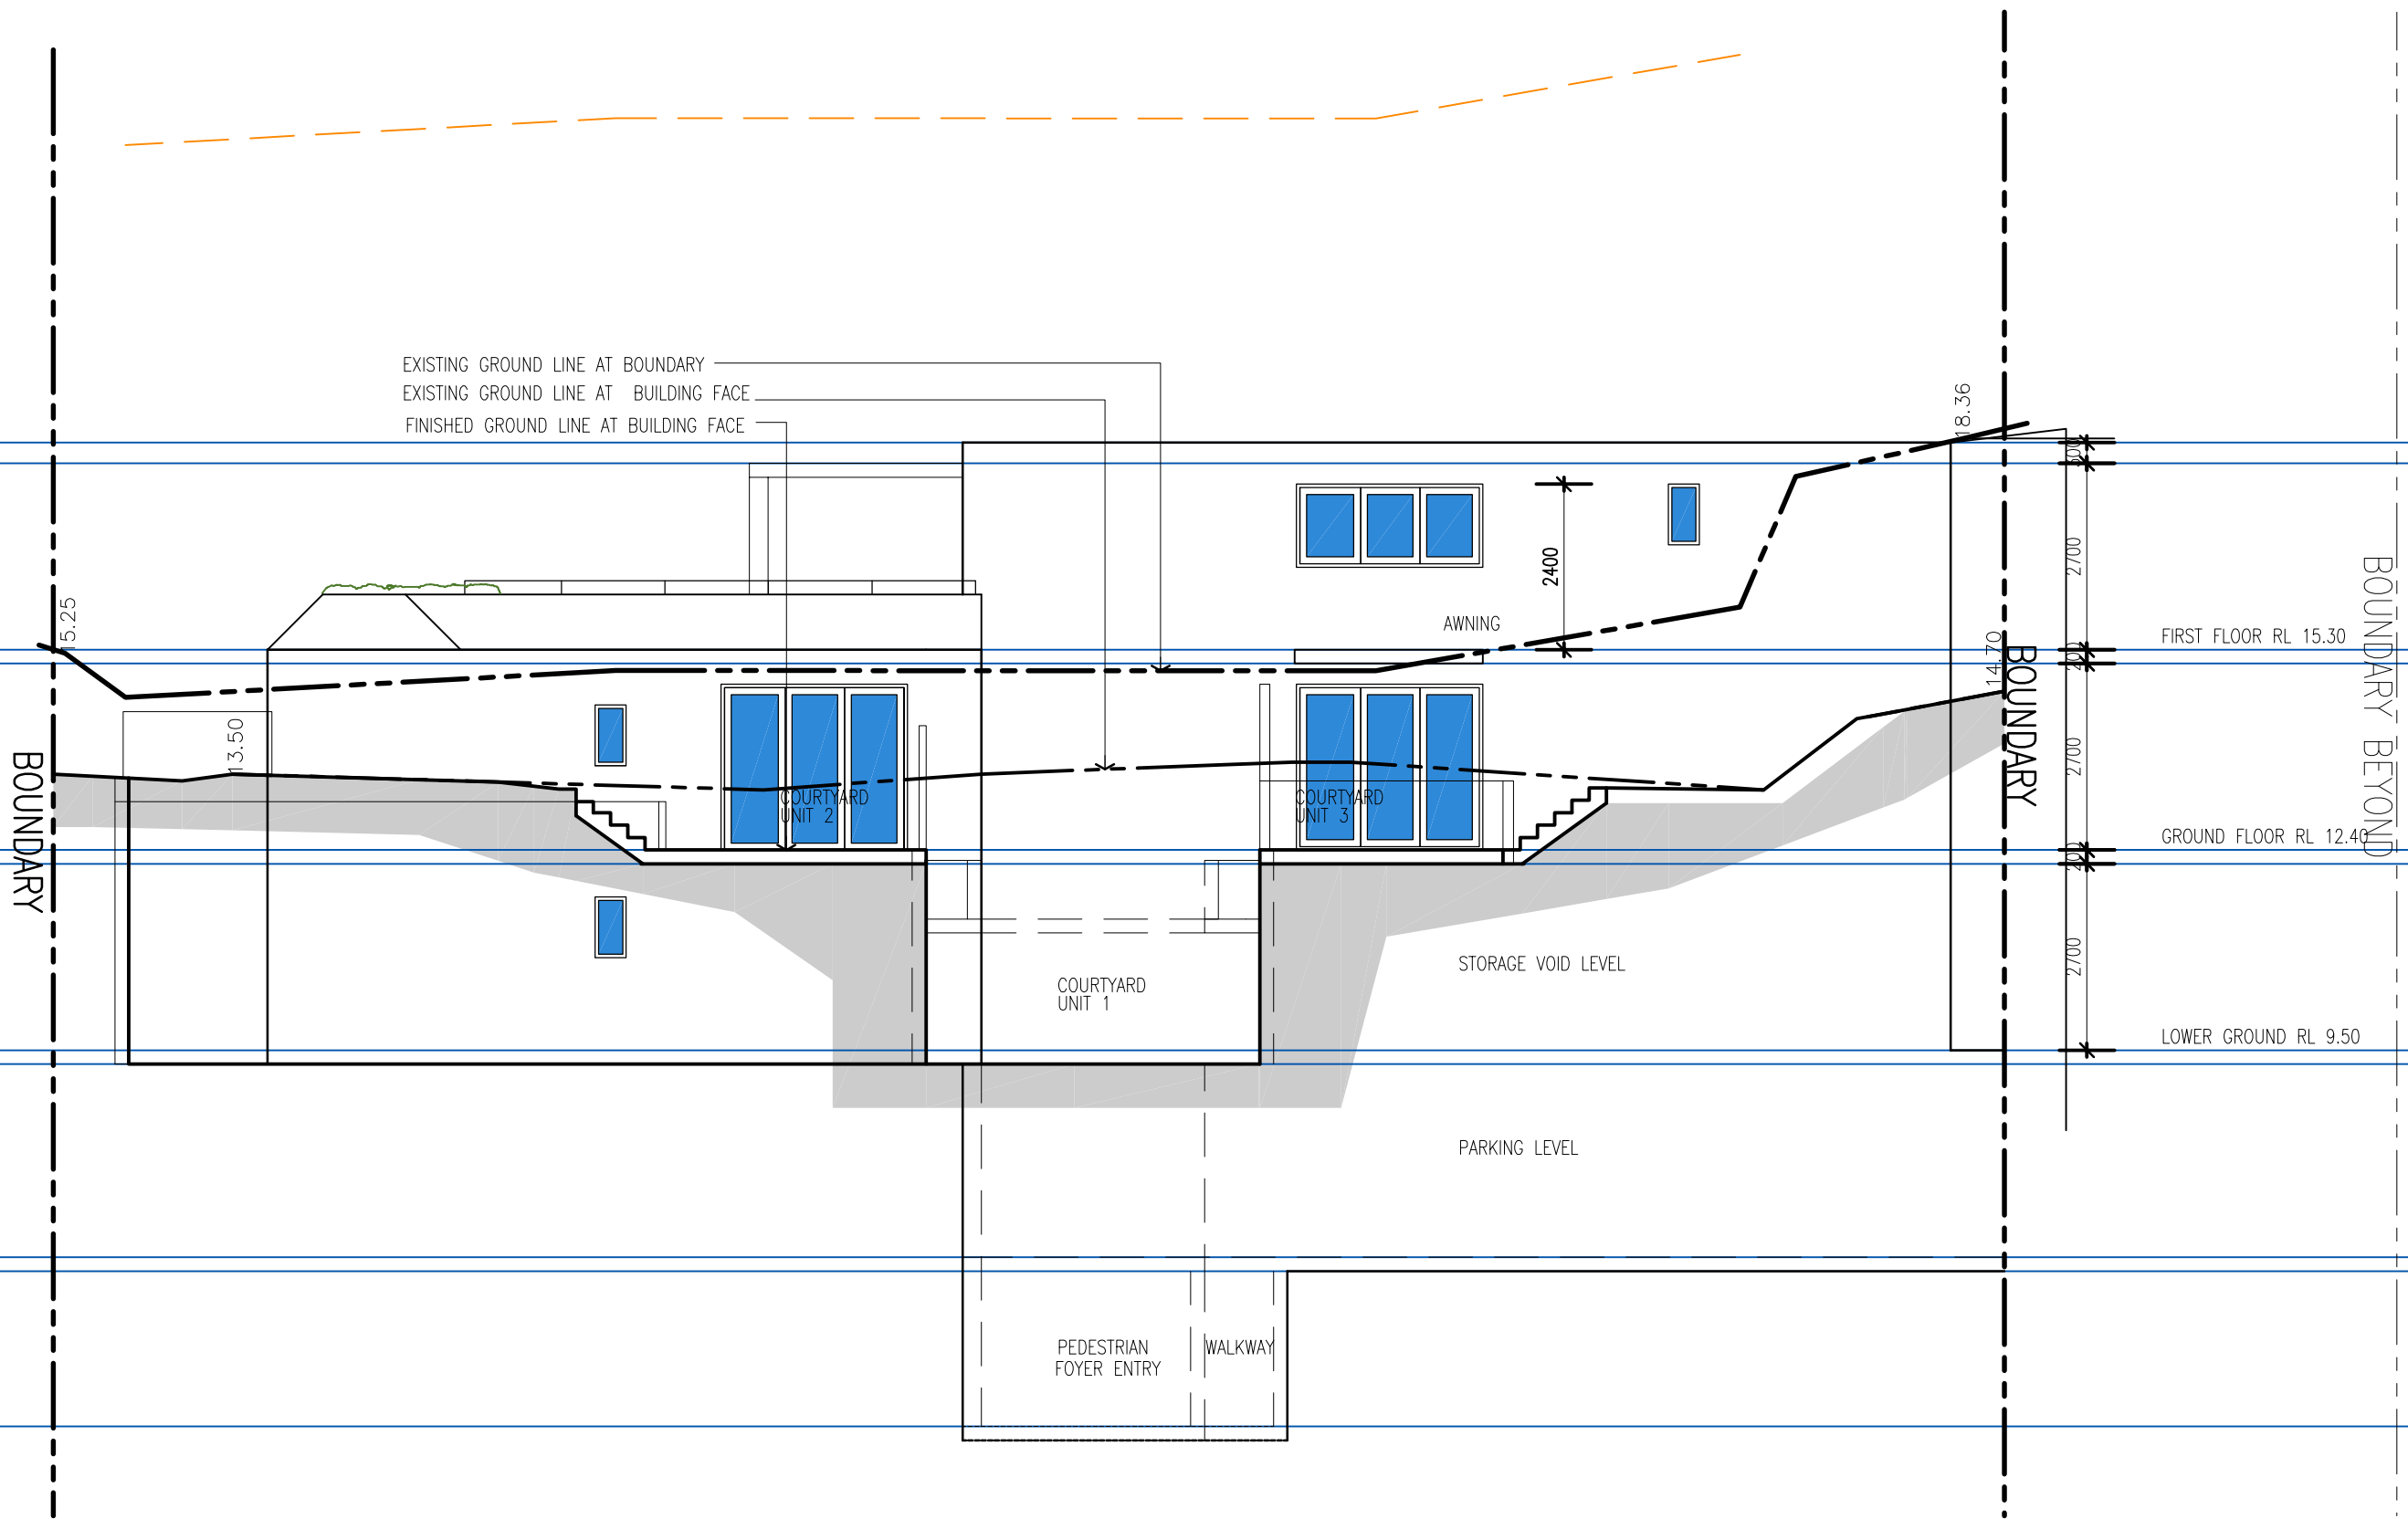 EXISTING GROUND LINE AT BOUNDARY
EXISTING GROUND LINE AT BUILDING FACE
FINISHED GROUND LINE AT BUILDING FACE
18.36
300
2700
2400
15.25
AWNING
14.70
FIRST FLOOR RL 15.30
200
BOUNDARY
BOUNDARY BEYOND
13.50
2700
BOUNDARY
COURTYARD
UNIT 2
COURTYARD
UNIT 3
GROUND FLOOR RL 12.40
200
STORAGE VOID LEVEL
2700
COURTYARD
UNIT 1
LOWER GROUND RL 9.50
PARKING LEVEL
PEDESTRIAN
FOYER ENTRY
WALKWAY